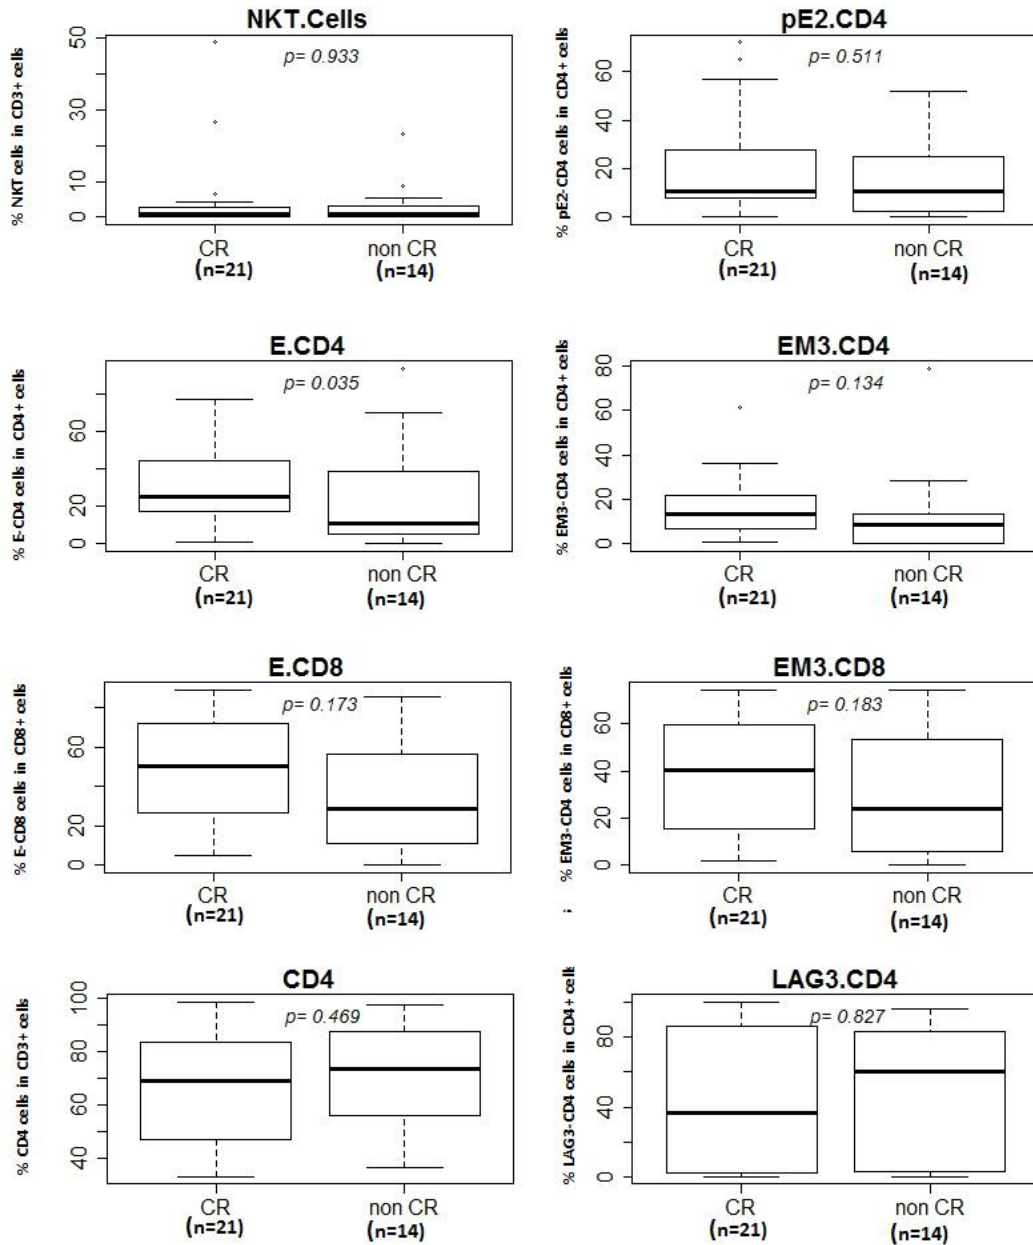 NKT.Cells
p= 0.933
% NKT cells in CD3+ cells
50
30
10
0
CR
(n=21)
non CR
(n=14)
pE2.CD4
p= 0.511
% pE2-CD4 cells in CD4+ cells
60
40
20
0
CR
(n=21)
non CR
(n=14)
E.CD4
p= 0.035
% E-CD4 cells in CD4+ cells
60
20
0
CR
(n=21)
non CR
(n=14)
EM3.CD4
p= 0.134
% EM3-CD4 cells in CD4+ cells
80
60
40
20
0
CR
(n=21)
non CR
(n=14)
E.CD8
p= 0.173
% E-CD8 cells in CD8+ cells
60
20
0
CR
(n=21)
non CR
(n=14)
EM3.CD8
p= 0.183
% EM3-CD4 cells in CD8+ cells
60
40
20
0
CR
(n=21)
non CR
(n=14)
CD4
p= 0.469
% CD4 cells in CD3+ cells
100
80
60
40
CR
(n=21)
non CR
(n=14)
LAG3.CD4
p= 0.827
% LAG3-CD4 cells in CD4+ cells
80
40
0
CR
(n=21)
non CR
(n=14)